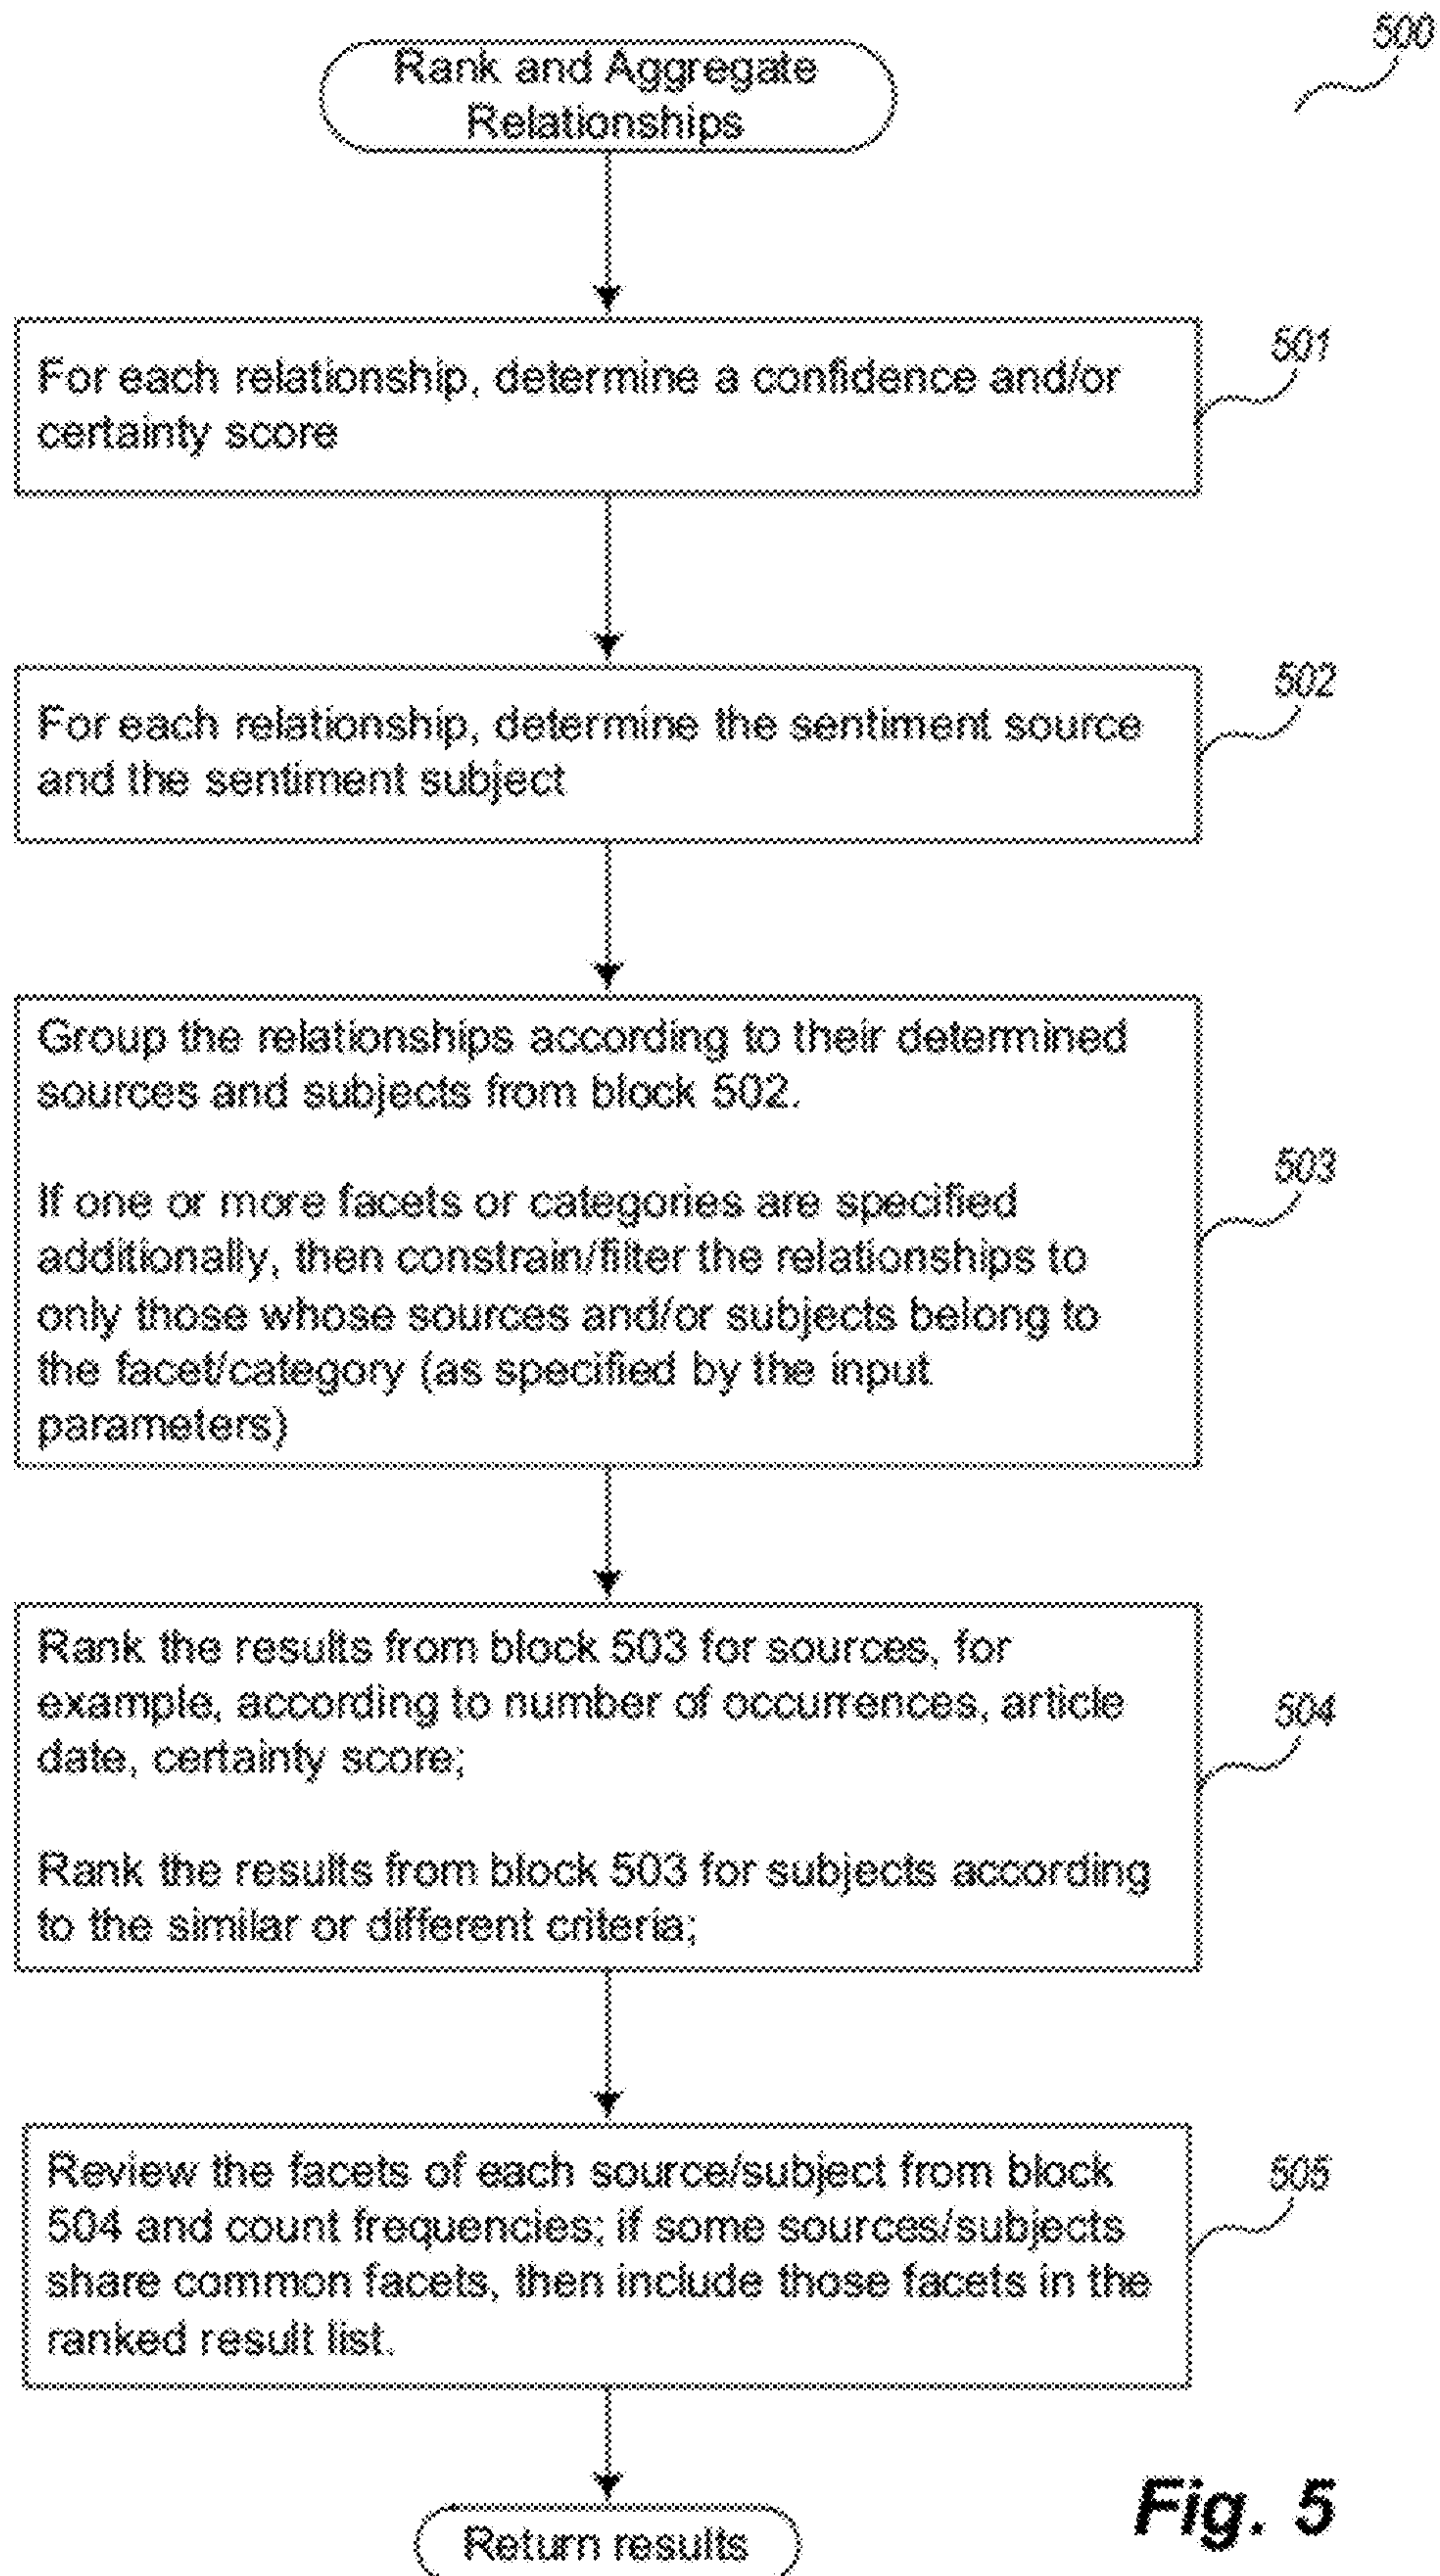 500
Rank and Aggregate
Relationships
501
For each relationship, determine a confidence and/or
certainty score
502
For each relationship, determine the sentiment source
and the sentiment subject
Group the relationships according to their determined
sources and subjects from block 502.
503
If one or more facets or categories are specified
additionally, then constrain/filter the relationships to
only those whose sources and/or subjects belong to
the facet/category (as specified by the input
parameters)
Rank the results from block 503 for sources, for
example, according to number of occurrences, article
date, certainty score;
504
Rank the results from block 503 for subjects according
to the similar or different criteria;
Review the facets of each source/subject from block
504 and count frequencies; if some sources/subjects
share common facets, then include those facets in the
ranked result list.
505
Return results
Fig. 5